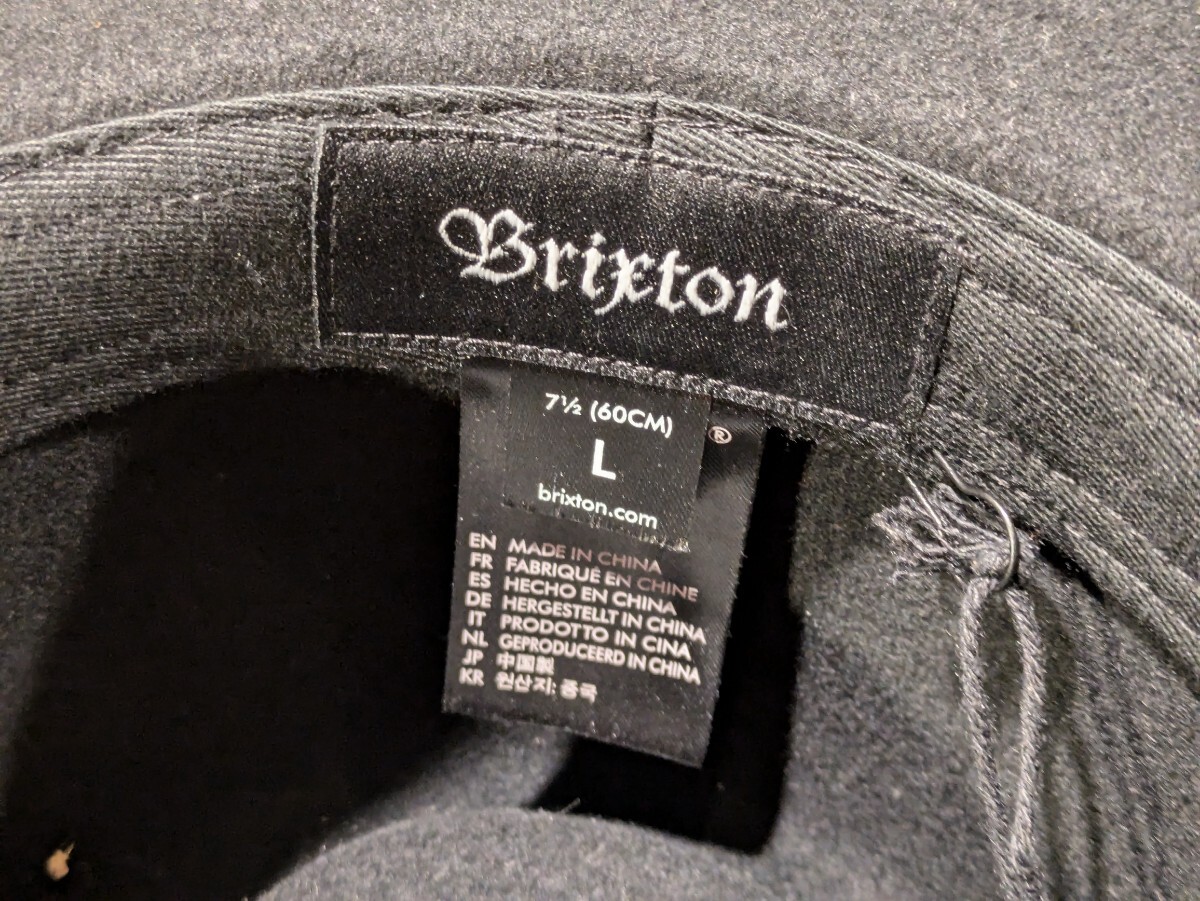 Brixton
7½ (60CM)
®
L
brixton.com
EN MADE IN CHINA
FR FABRIQUÉ EN CHINE
ES HECHO EN CHINA
DE HERGESTELLT IN CHINA
IT PRODOTTO IN CINA
NL GEPRODUCEERD IN CHINA
JP 中国製
KR 원산지: 중국